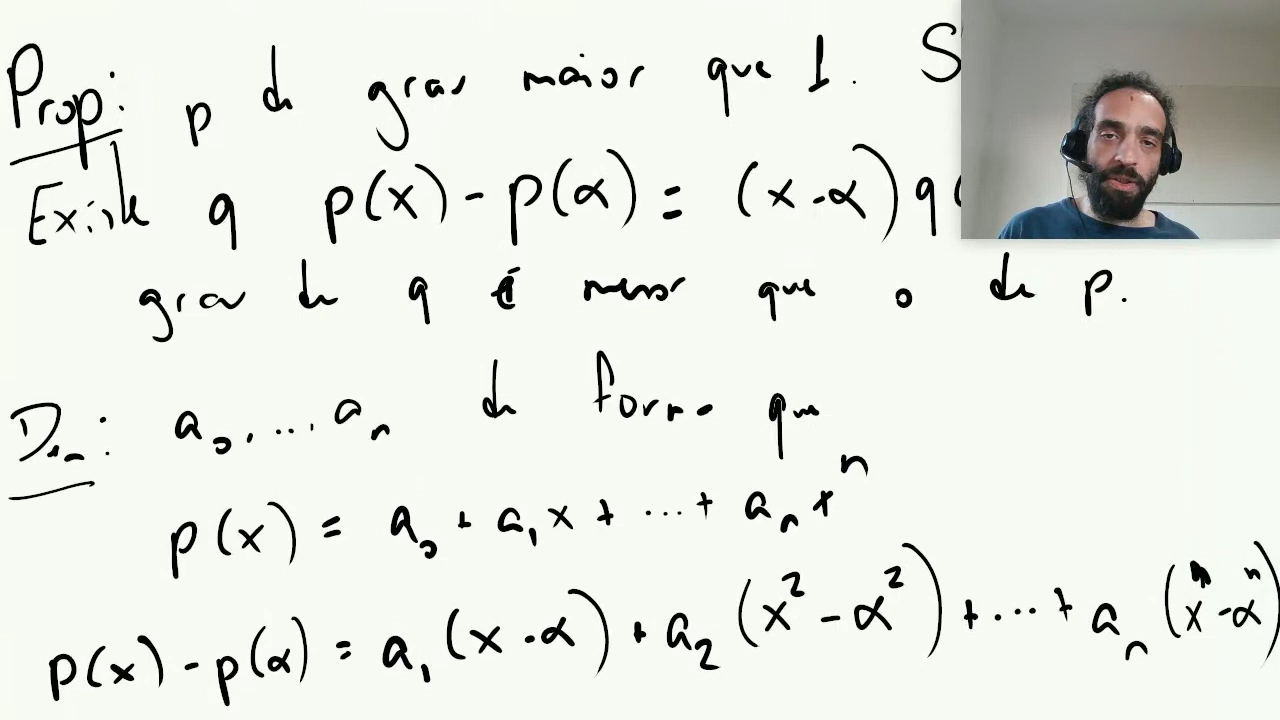 Prop: p de grau maior que 1. S
Existe q p(x) - p(α) = (x - α) q(
grau de q é menor que o de p.
Dem: a₀, ... aₙ de forma que
p(x) = a₀ + a₁x + ... + aₙxⁿ
p(x) - p(α) = a₁(x - α) + a₂(x² - α²) + ... + aₙ(xⁿ - αⁿ)